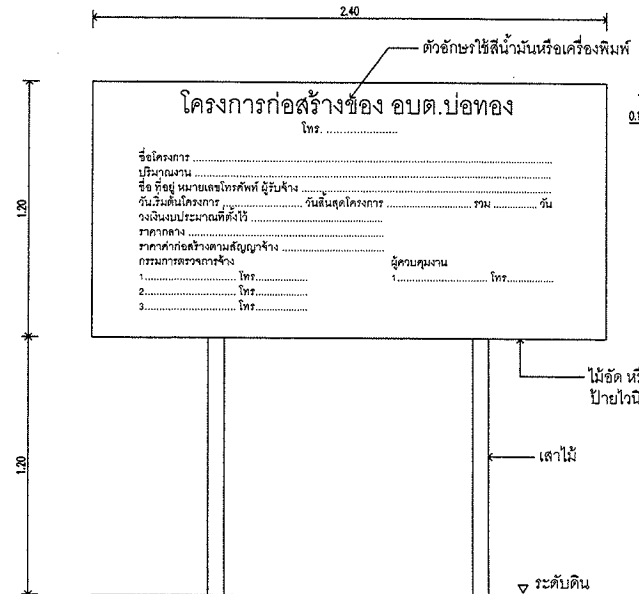 2.40
ตัวอักษรใช้สีน้ำมันหรือเครื่องพิมพ์
โครงการก่อสร้างของ อบต.บ่อทอง
โทร. ....................
ชื่อโครงการ ....................
ปริมาณงาน ....................
ชื่อ ที่อยู่ หมายเลขโทรศัพท์ ผู้รับจ้าง ....................
วันเริ่มต้นโครงการ .................... วันสิ้นสุดโครงการ .................... รวม ............ วัน
วงเงินงบประมาณที่ตั้งไว้ ....................
ราคากลาง ....................
ราคาค่าก่อสร้างตามสัญญาจ้าง ....................
กรรมการตรวจการจ้าง ผู้ควบคุมงาน
1.................... โทร............ 1.................... โทร............
2.................... โทร............
3.................... โทร............
1.20
ไม้อัด
ป้ายไวนิ
เสาไม้
1.20
ระดับดิน